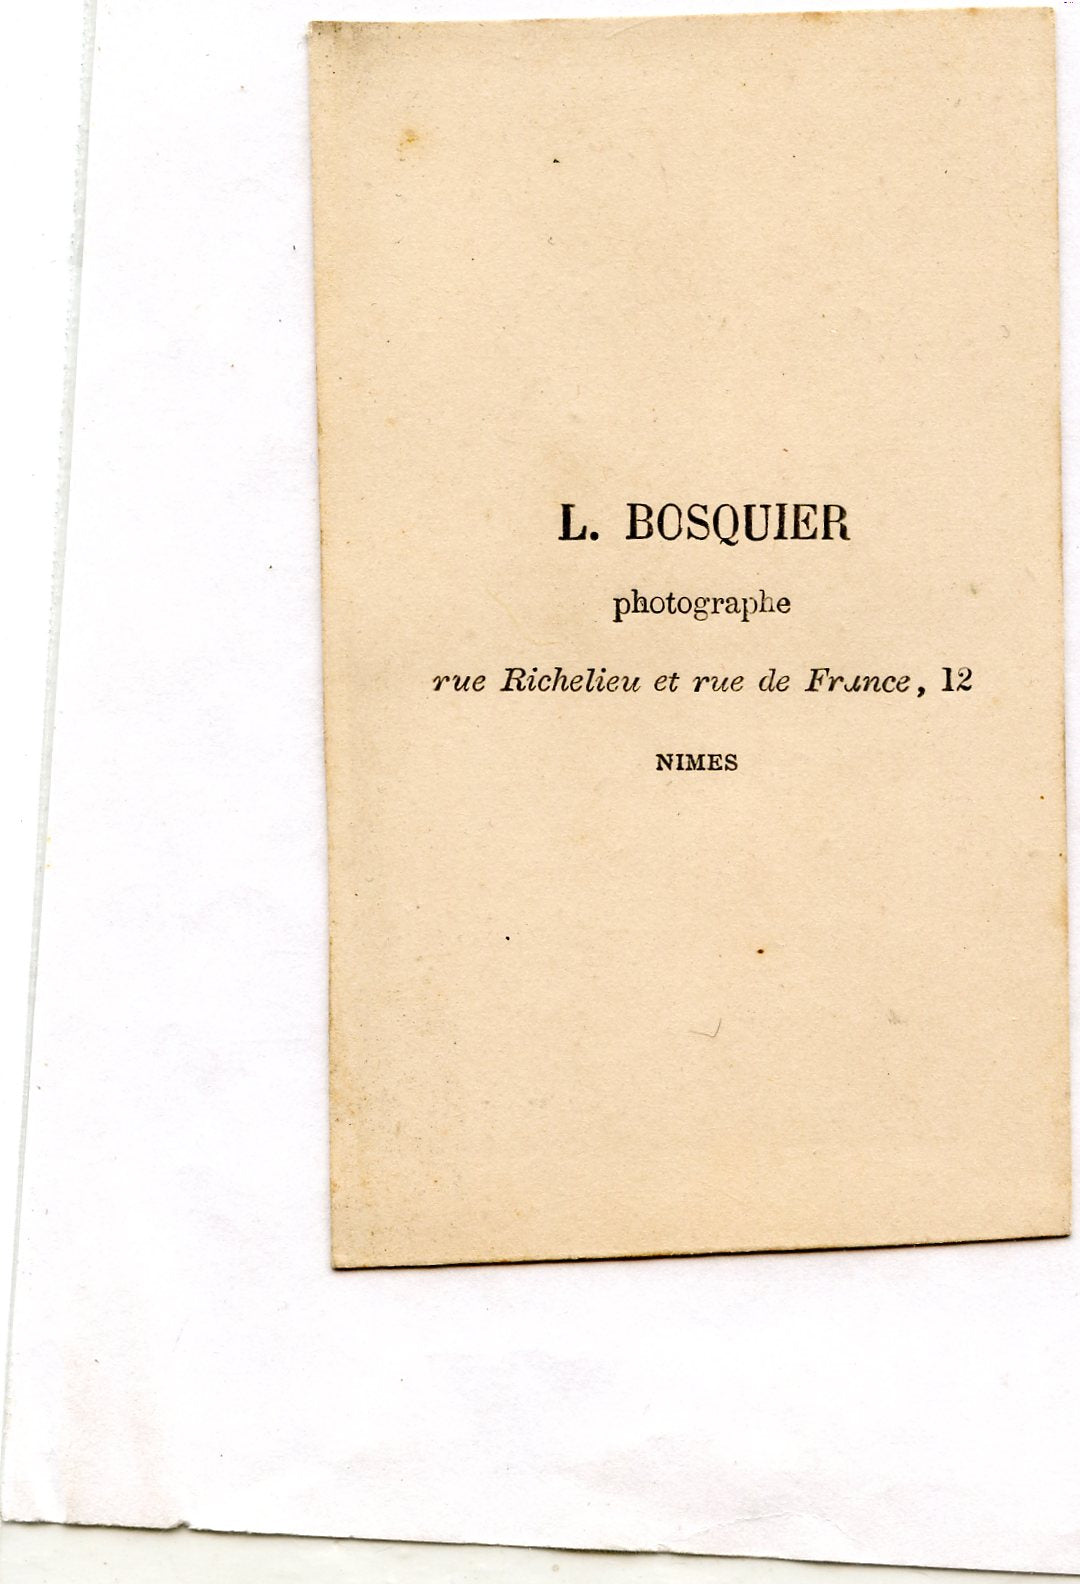 L. BOSQUIER
photographe
rue Richelieu et rue de France, 12
NIMES